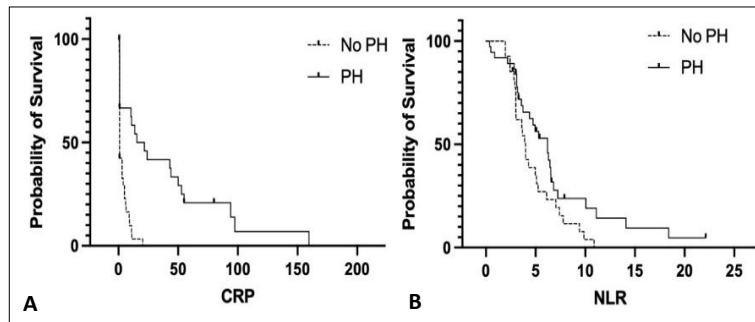 Probability of Survival
100
50
0
No PH
PH
0
50
100
150
200
CRP
A
Probability of Survival
100
50
0
No PH
PH
0
5
10
15
20
25
NLR
B